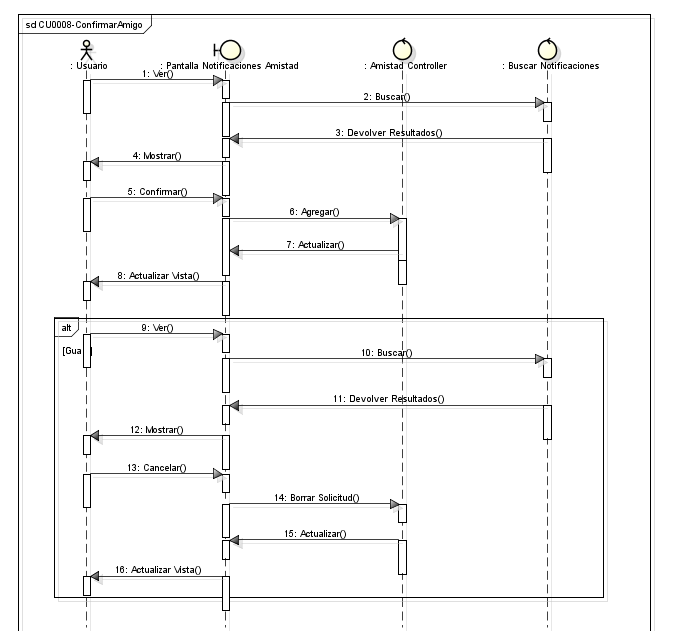 sd CU0008-ConfirmarAmigo
: Usuario
: Pantalla Notificaciones Amistad
: Amistad Controller
: Buscar Notificaciones
1: Ver()
2: Buscar()
3: Devolver Resultados()
4: Mostrar()
5: Confirmar()
6: Agregar()
7: Actualizar()
8: Actualizar Vista()
alt
9: Ver()
[Gua
10: Buscar()
11: Devolver Resultados()
12: Mostrar()
13: Cancelar()
14: Borrar Solicitud()
15: Actualizar()
16: Actualizar Vista()